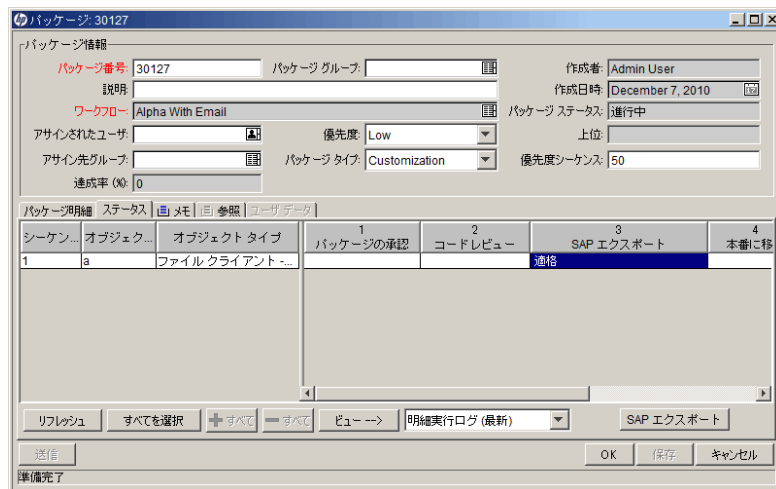 パッケージ: 30127
パッケージ情報
パッケージ番号: 30127 パッケージ グループ: 作成者: Admin User
説明: 作成日時: December 7, 2010
ワークフロー: Alpha With Email パッケージ ステータス: 進行中
アサインされたユーザ: 優先度: Low 上位:
アサイン先グループ: パッケージ タイプ: Customization 優先度シーケンス: 50
達成率 (%): 0
パッケージ明細 ステータス メモ 参照 ユーザ データ
シーケン... オブジェク... オブジェクト タイプ 1 パッケージの承認 2 コードレビュー 3 SAP エクスポート 4 本番に移
1 a ファイル クライアント -... 適格
リフレッシュ すべてを選択 すべて すべて ビュー --> 明細実行ログ (最新) SAP エクスポート
送信 OK 保存 キャンセル
準備完了